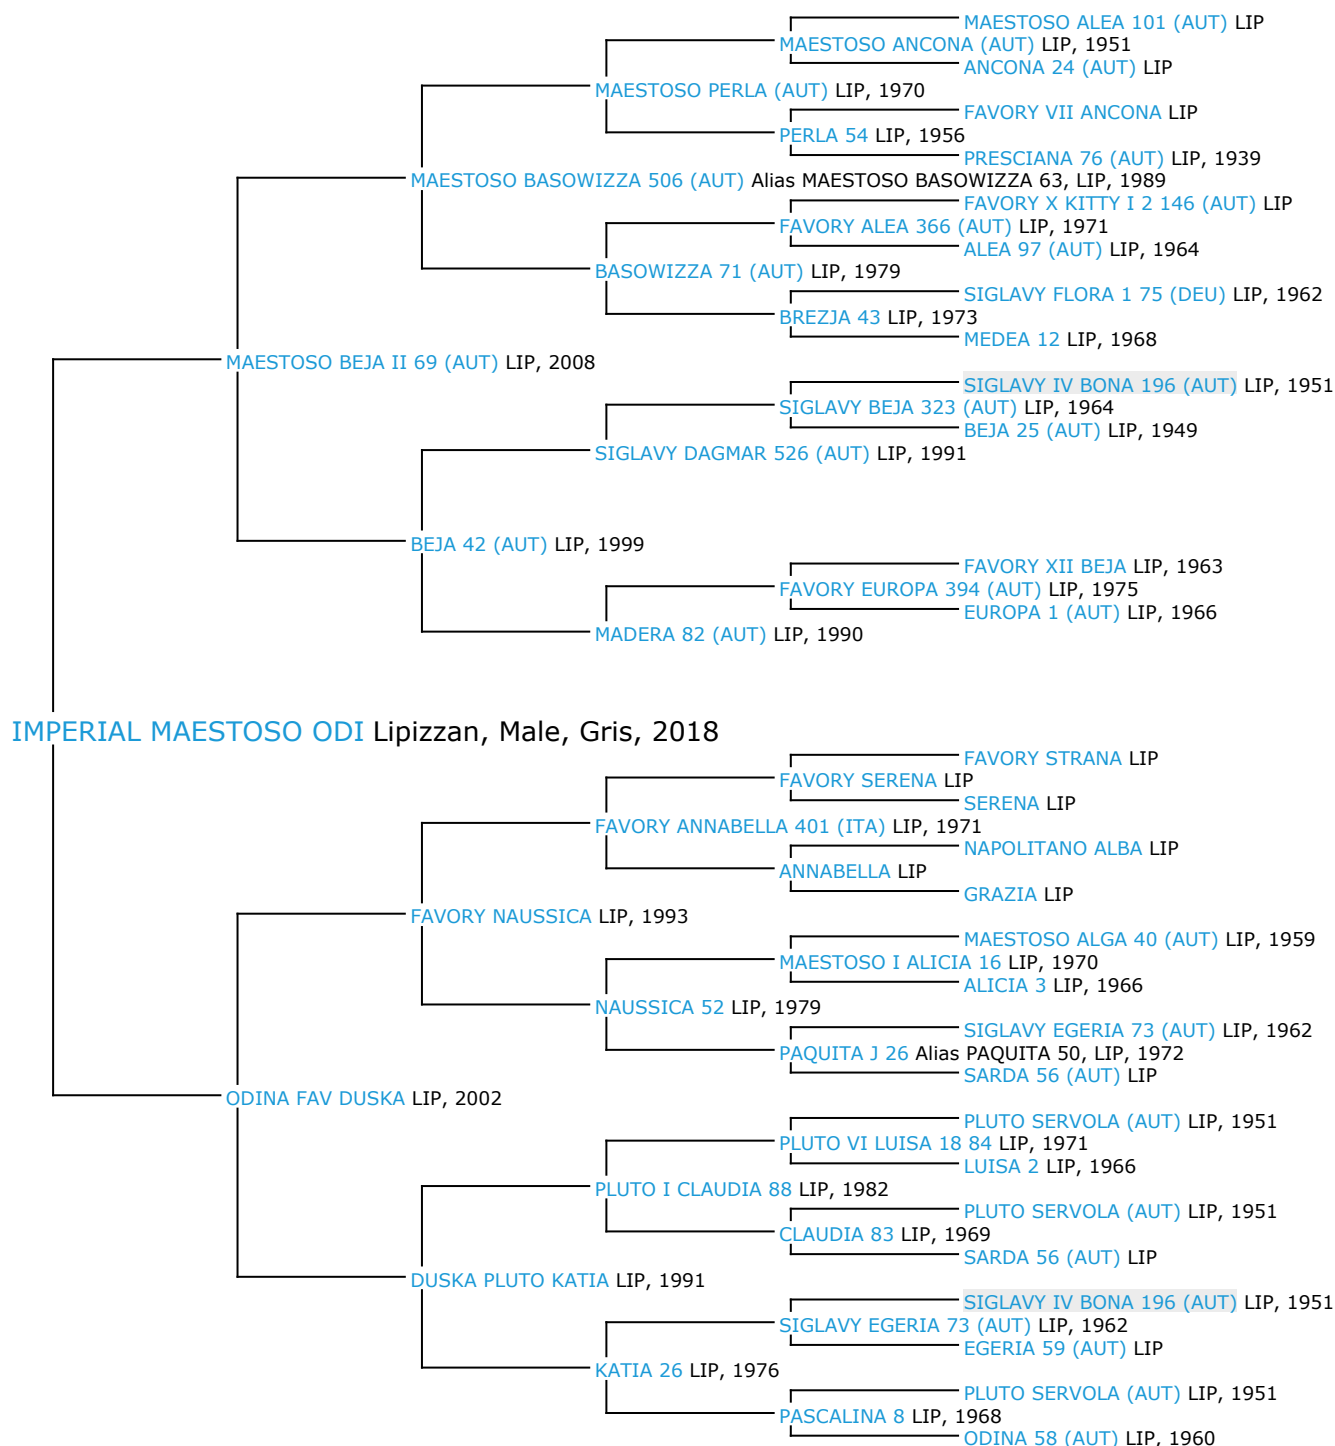 MAESTOSO ALEA 101 (AUT) LIP
MAESTOSO ANCONA (AUT) LIP, 1951
ANCONA 24 (AUT) LIP
MAESTOSO PERLA (AUT) LIP, 1970
FAVORY VII ANCONA LIP
PERLA 54 LIP, 1956
PRESCIANA 76 (AUT) LIP, 1939
MAESTOSO BASOWIZZA 506 (AUT) Alias MAESTOSO BASOWIZZA 63, LIP, 1989
FAVORY X KITTY I 2 146 (AUT) LIP
FAVORY ALEA 366 (AUT) LIP, 1971
ALEA 97 (AUT) LIP, 1964
BASOWIZZA 71 (AUT) LIP, 1979
SIGLAVY FLORA 1 75 (DEU) LIP, 1962
BREZJA 43 LIP, 1973
MEDEA 12 LIP, 1968
MAESTOSO BEJA II 69 (AUT) LIP, 2008
SIGLAVY IV BONA 196 (AUT) LIP, 1951
SIGLAVY BEJA 323 (AUT) LIP, 1964
BEJA 25 (AUT) LIP, 1949
SIGLAVY DAGMAR 526 (AUT) LIP, 1991
BEJA 42 (AUT) LIP, 1999
FAVORY XII BEJA LIP, 1963
FAVORY EUROPA 394 (AUT) LIP, 1975
EUROPA 1 (AUT) LIP, 1966
MADERA 82 (AUT) LIP, 1990
IMPERIAL MAESTOSO ODI Lipizzan, Male, Gris, 2018
FAVORY STRANA LIP
FAVORY SERENA LIP
SERENA LIP
FAVORY ANNABELLA 401 (ITA) LIP, 1971
NAPOLITANO ALBA LIP
ANNABELLA LIP
GRAZIA LIP
FAVORY NAUSSICA LIP, 1993
MAESTOSO ALGA 40 (AUT) LIP, 1959
MAESTOSO I ALICIA 16 LIP, 1970
ALICIA 3 LIP, 1966
NAUSSICA 52 LIP, 1979
SIGLAVY EGERIA 73 (AUT) LIP, 1962
PAQUITA J 26 Alias PAQUITA 50, LIP, 1972
SARDA 56 (AUT) LIP
ODINA FAV DUSKA LIP, 2002
PLUTO SERVOLA (AUT) LIP, 1951
PLUTO VI LUISA 18 84 LIP, 1971
LUISA 2 LIP, 1966
PLUTO I CLAUDIA 88 LIP, 1982
PLUTO SERVOLA (AUT) LIP, 1951
CLAUDIA 83 LIP, 1969
SARDA 56 (AUT) LIP
DUSKA PLUTO KATIA LIP, 1991
SIGLAVY IV BONA 196 (AUT) LIP, 1951
SIGLAVY EGERIA 73 (AUT) LIP, 1962
EGERIA 59 (AUT) LIP
KATIA 26 LIP, 1976
PLUTO SERVOLA (AUT) LIP, 1951
PASCALINA 8 LIP, 1968
ODINA 58 (AUT) LIP, 1960